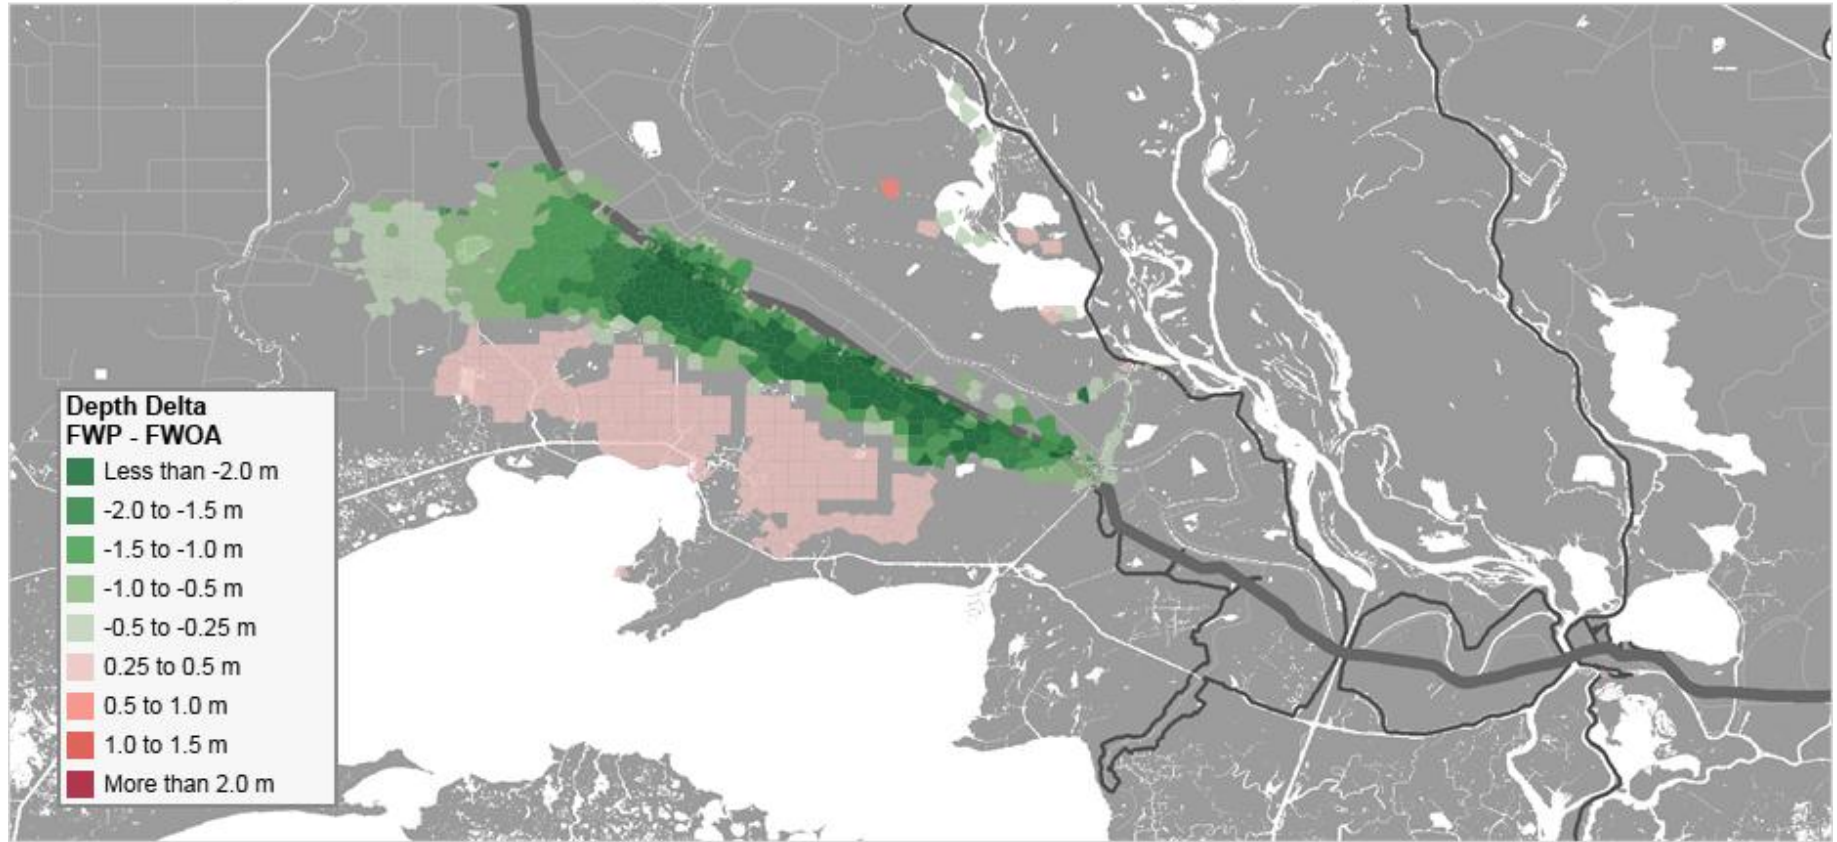 Depth Delta
FWP - FWOA
Less than -2.0 m
-2.0 to -1.5 m
-1.5 to -1.0 m
-1.0 to -0.5 m
-0.5 to -0.25 m
0.25 to 0.5 m
0.5 to 1.0 m
1.0 to 1.5 m
More than 2.0 m